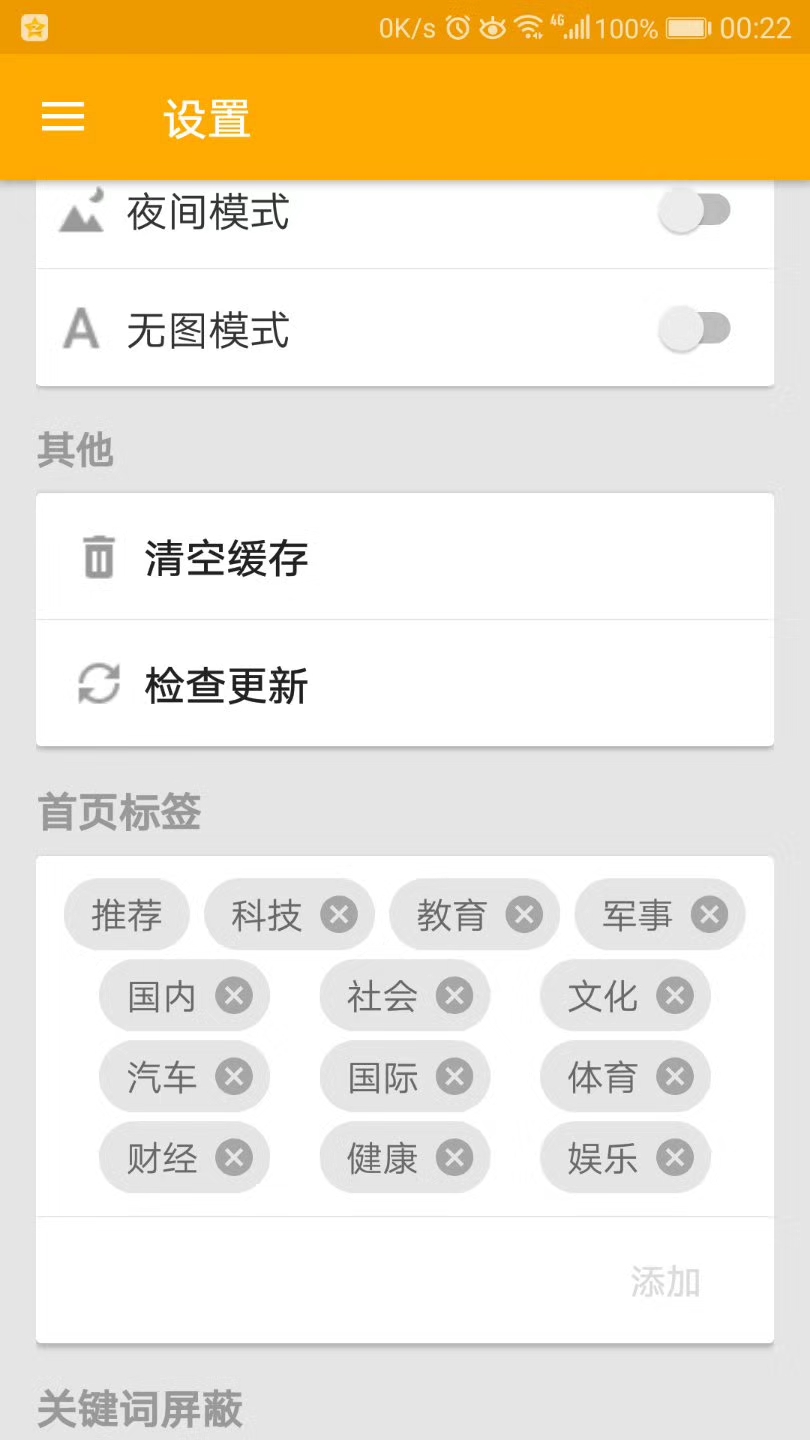 0K/s 4G 100% 00:22
设置
夜间模式
A 无图模式
其他
清空缓存
检查更新
首页标签
推荐 科技 教育 军事
国内 社会 文化
汽车 国际 体育
财经 健康 娱乐
添加
关键词屏蔽